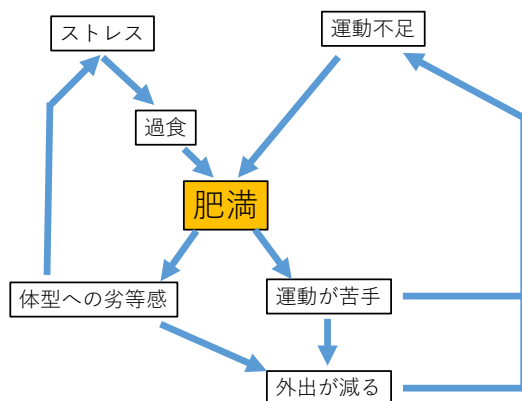 ストレス
運動不足
過食
肥満
体型への劣等感
運動が苦手
外出が減る